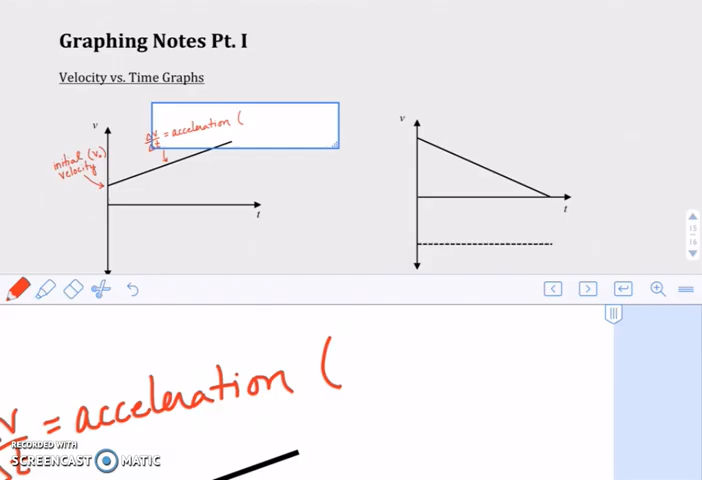 Graphing Notes Pt. I
Velocity vs. Time Graphs
v
Δv/Δt = acceleration (
initial (v₀)
velocity
t
v
t
15
16
v/t = acceleration (
RECORDED WITH
SCREENCAST MATIC